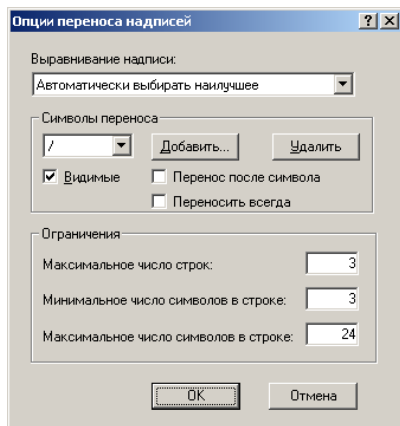 Опции переноса надписей
Выравнивание надписи:
Автоматически выбирать наилучшее
Символы переноса
/ Добавить... Удалить
Видимые Перенос после символа
Переносить всегда
Ограничения
Максимальное число строк: 3
Минимальное число символов в строке: 3
Максимальное число символов в строке: 24
OK Отмена